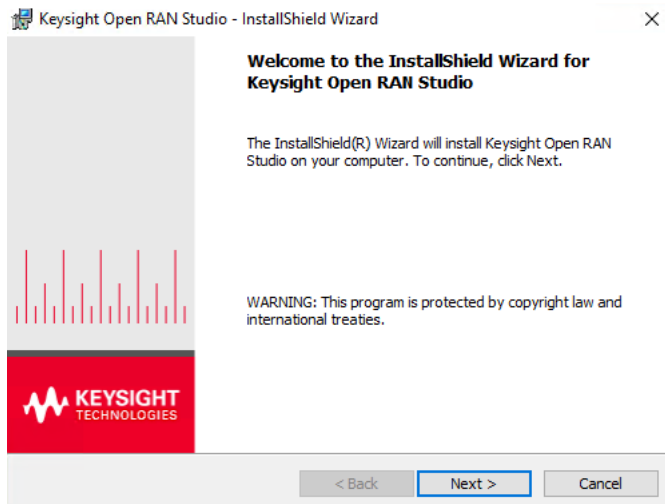 Keysight Open RAN Studio - InstallShield Wizard
Welcome to the InstallShield Wizard for
Keysight Open RAN Studio
The InstallShield(R) Wizard will install Keysight Open RAN
Studio on your computer. To continue, click Next.
WARNING: This program is protected by copyright law and
international treaties.
KEYSIGHT
TECHNOLOGIES
< Back
Next >
Cancel